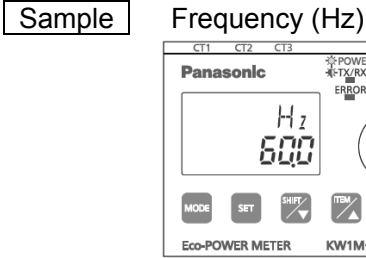 Sample Frequency (Hz)
CT1 CT2 CT3
Panasonic
POWE
TX/RX
ERROR
Hz
60.0
MODE SET SHIFT ITEM
Eco-POWER METER KW1M-